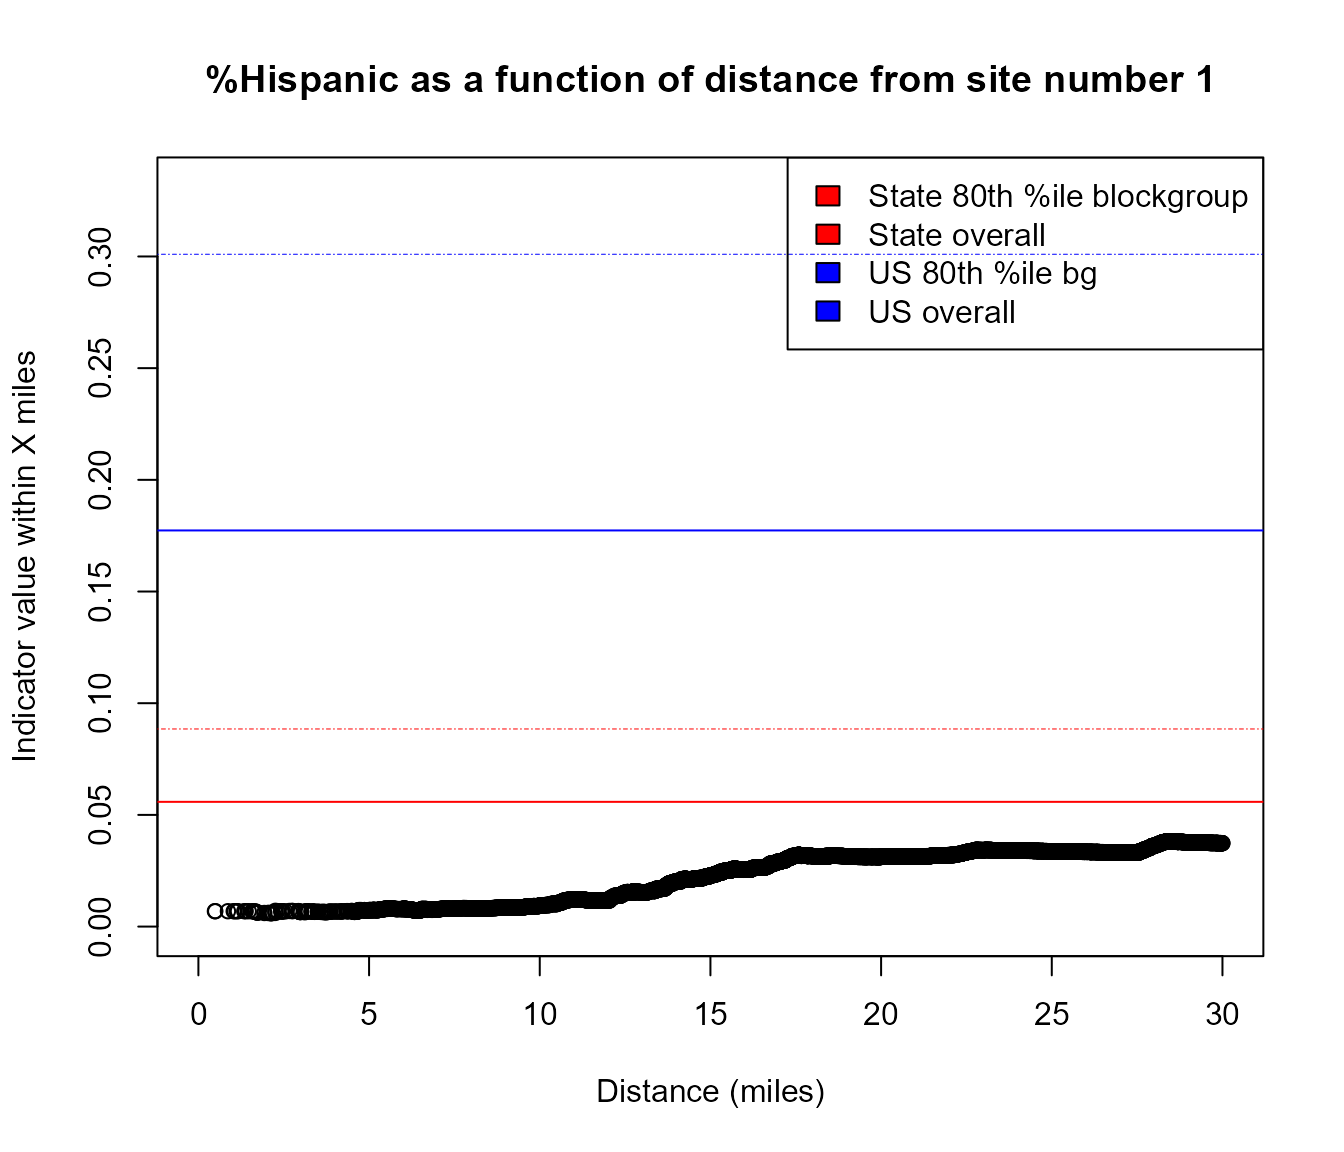 %Hispanic as a function of distance from site number 1
State 80th %ile blockgroup
State overall
US 80th %ile bg
US overall
Indicator value within X miles
0.30
0.25
0.20
0.15
0.10
0.05
0.00
0 5 10 15 20 25 30
Distance (miles)